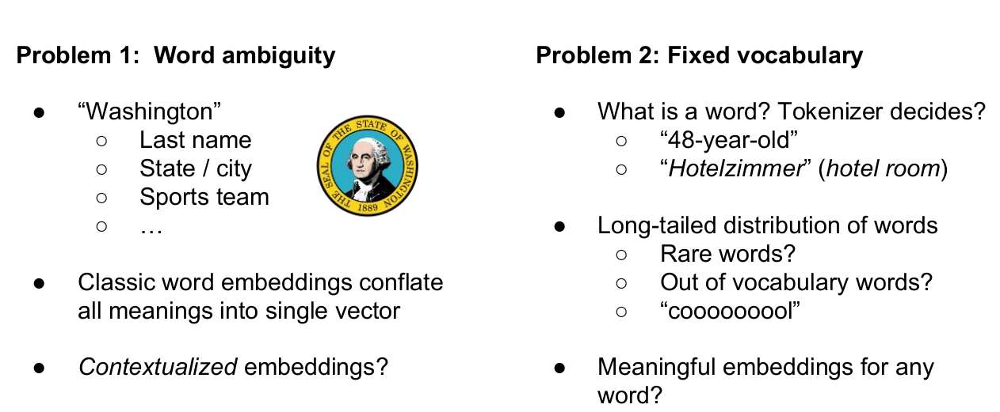 Problem 1:  Word ambiguity
● “Washington”
○ Last name
○ State / city
○ Sports team
○ …
THE SEAL OF THE STATE OF WASHINGTON
1889
● Classic word embeddings conflate
all meanings into single vector
● Contextualized embeddings?
Problem 2: Fixed vocabulary
● What is a word? Tokenizer decides?
○ “48-year-old”
○ “Hotelzimmer” (hotel room)
● Long-tailed distribution of words
○ Rare words?
○ Out of vocabulary words?
○ “cooooooool”
● Meaningful embeddings for any
word?